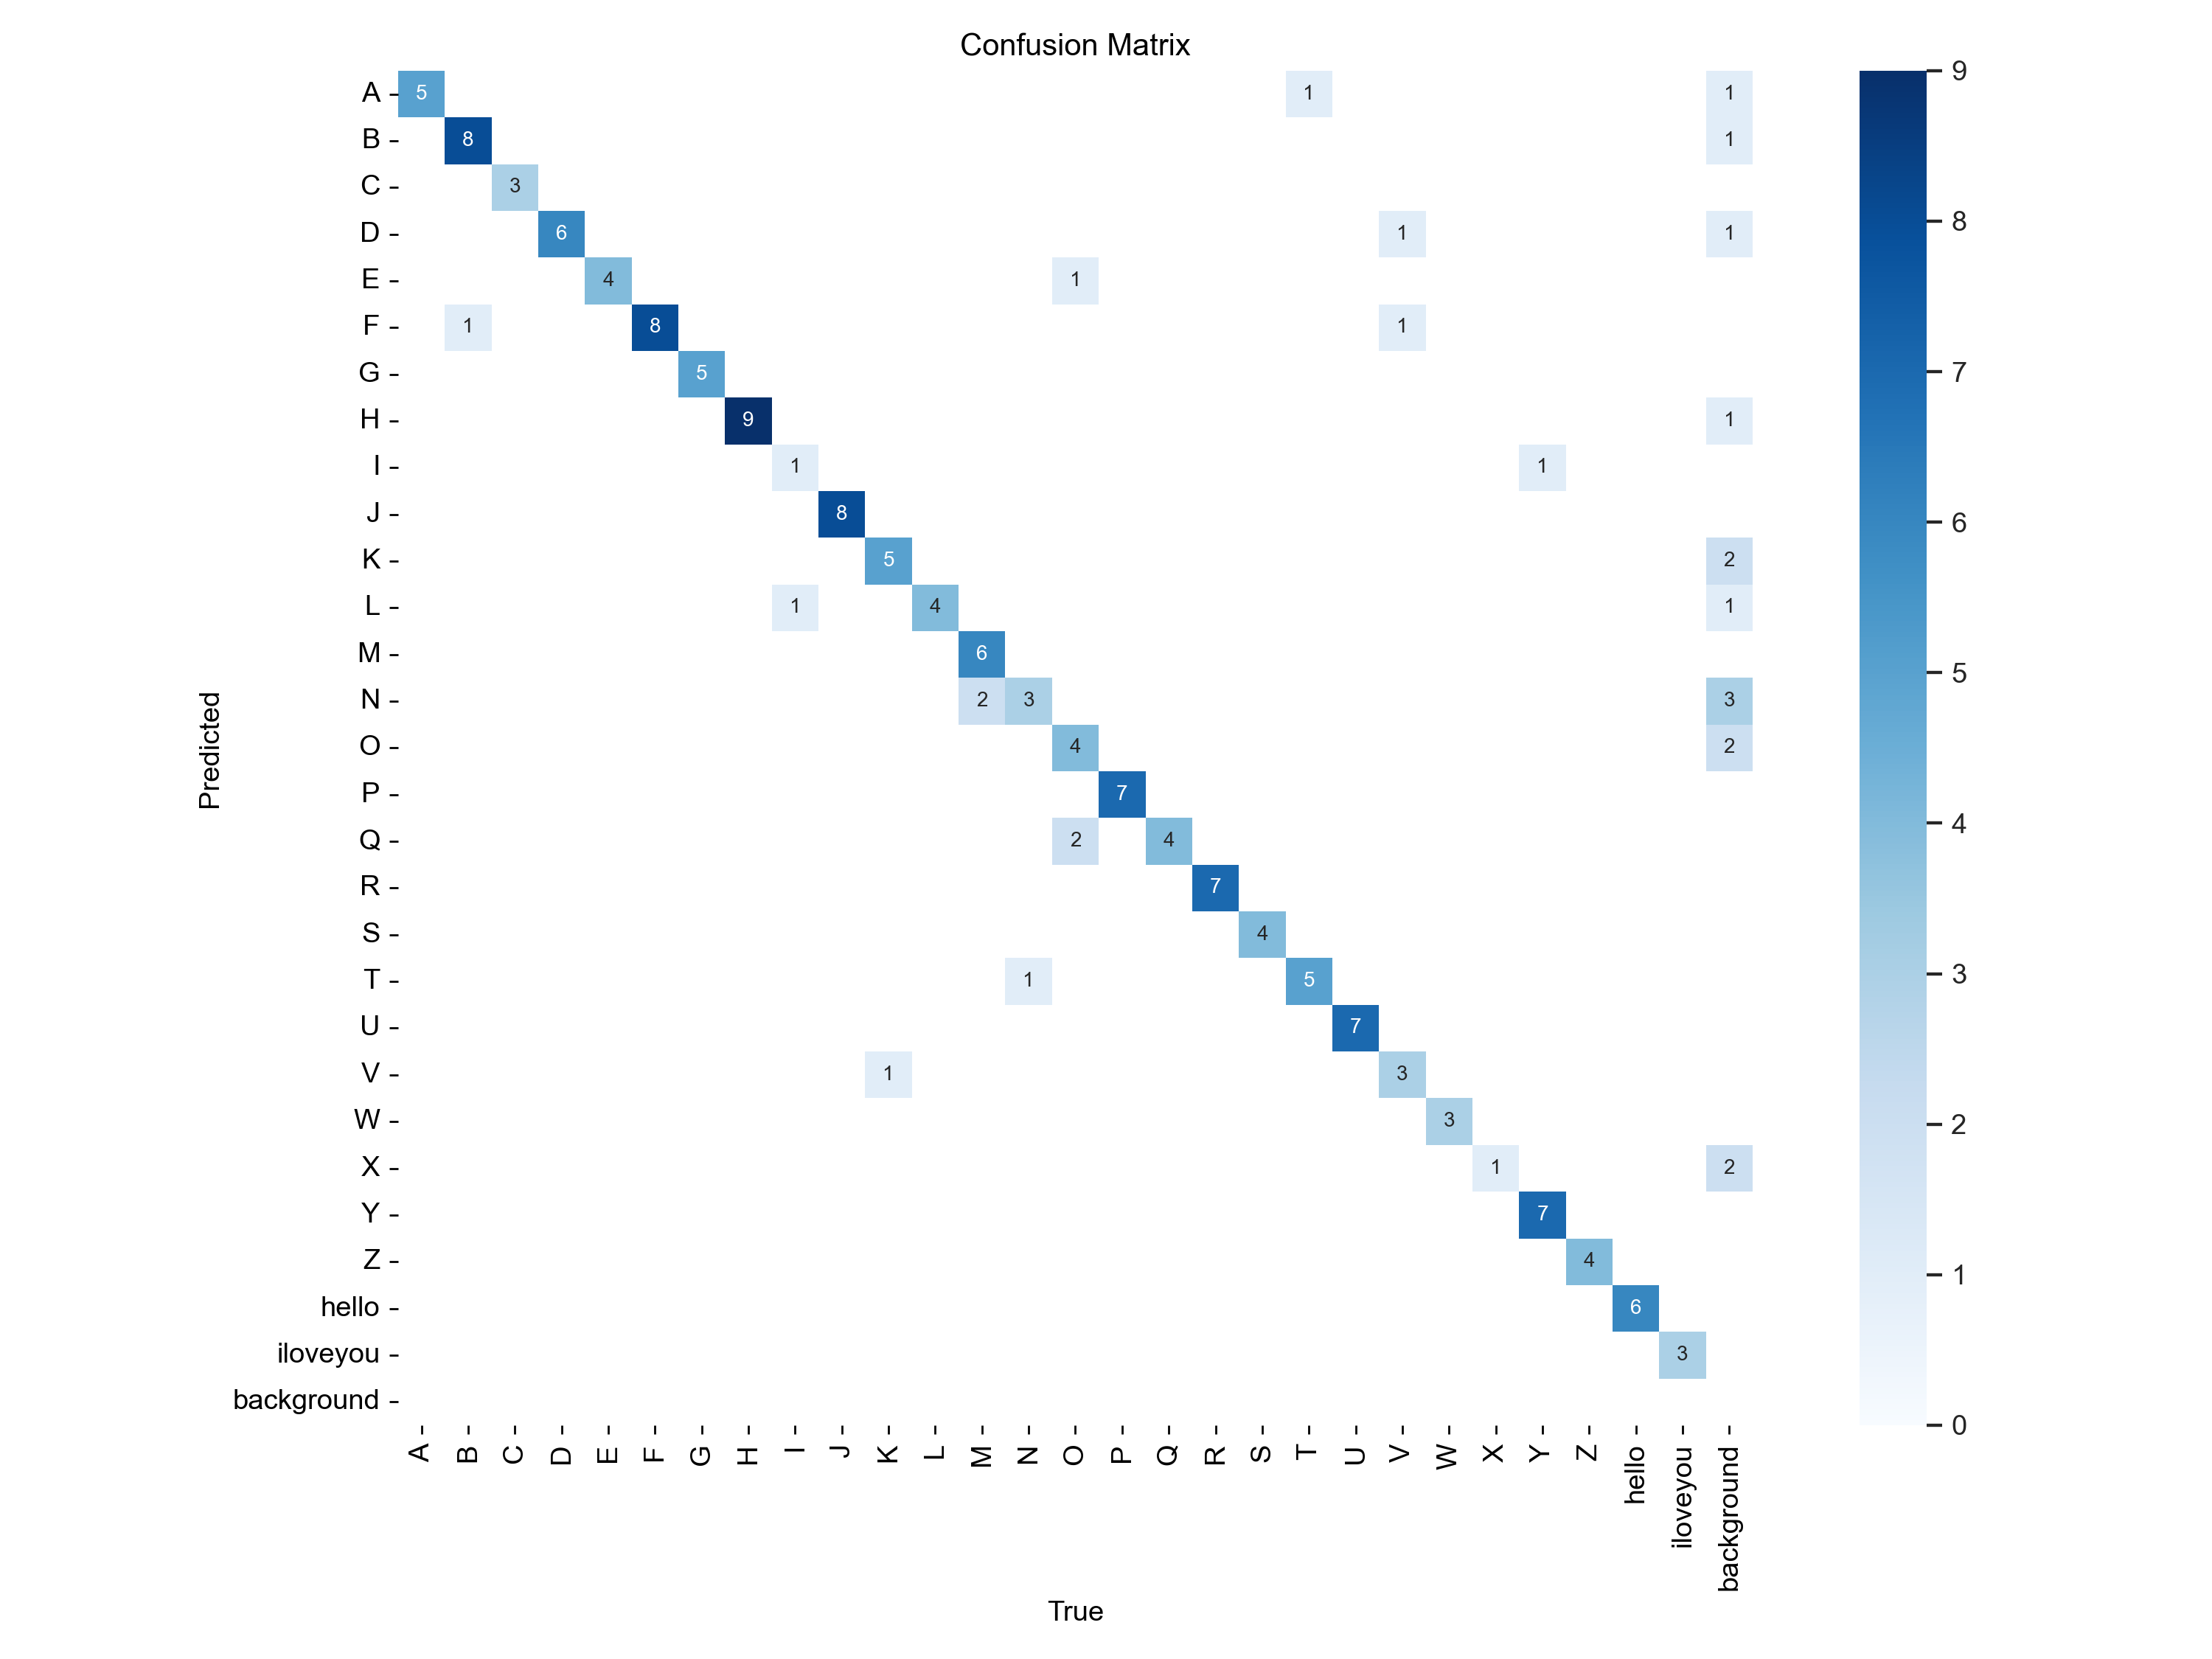 Confusion Matrix
A 5 1 1
B 8 1
C 3
D 6 1 1
E 4 1
F 1 8 1
G 5
H 9 1
I 1 1
J 8
K 5 2
L 1 4 1
M 6
N 2 3 3
O 4 2
P 7
Q 2 4
R 7
S 4
T 1 5
U 7
V 1 3
W 3
X 1 2
Y 7
Z 4
hello 6
iloveyou 3
background
Predicted
A B C D E F G H I J K L M N O P Q R S T U V W X Y Z hello iloveyou background
True
9
8
7
6
5
4
3
2
1
0